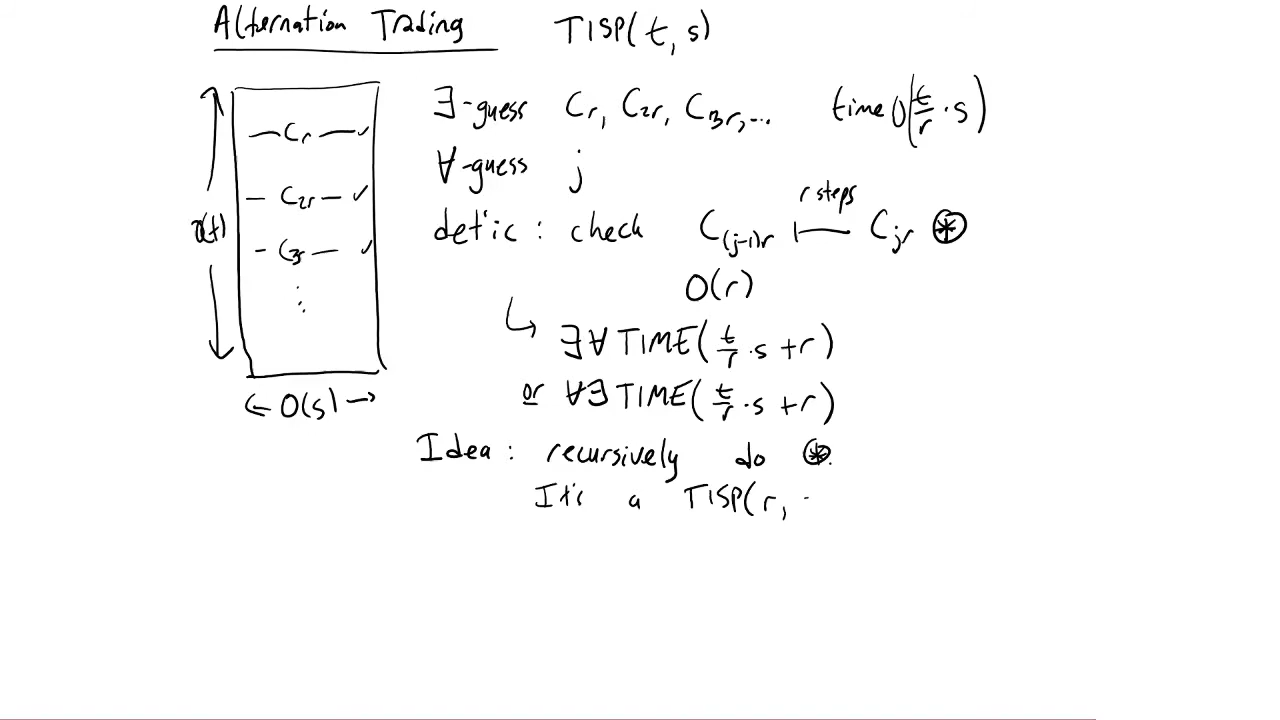 Alternation Trading TISP(t, s)
∃-guess C_r, C_2r, C_3r, ... time O(t/r · s)
∀-guess j
det'ic : check C_(j-1)r ⊢ r steps C_jr ⊛
O(r)
↳ ∃∀ TIME(t/r · s + r)
or ∀∃ TIME(t/r · s + r)
Idea : recursively do ⊛.
It's a TISP(r,
C_r ✓
C_2r ✓
C_3r ✓
⋮
O(t)
← O(s) →